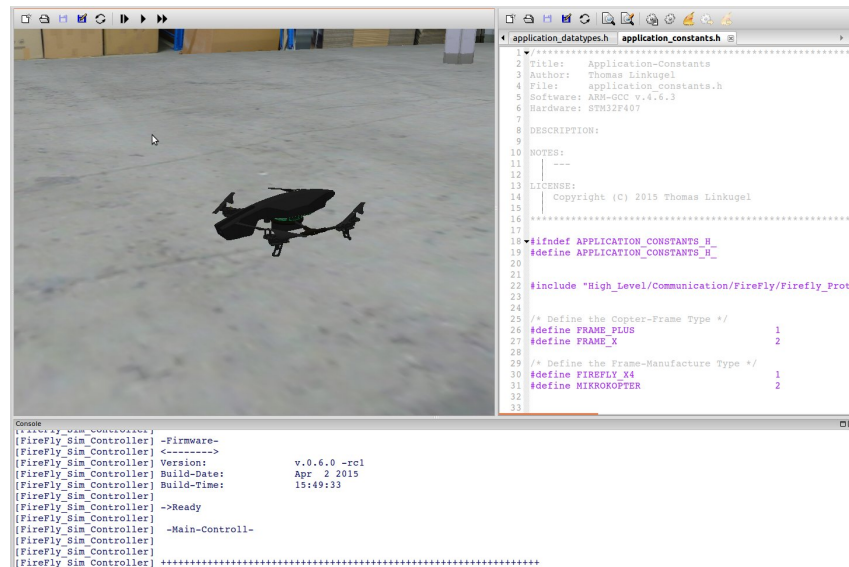 application_datatypes.h application_constants.h
1 /******************************************************
2 Title: Application-Constants
3 Author: Thomas Linkugel
4 File: application_constants.h
5 Software: ARM-GCC v.4.6.3
6 Hardware: STM32F407
7
8 DESCRIPTION:
9
10 NOTES:
11 ---
12
13 LICENSE:
14 Copyright (C) 2015 Thomas Linkugel
15
16 ******************************************************
17
18 #ifndef APPLICATION_CONSTANTS_H_
19 #define APPLICATION_CONSTANTS_H_
20
21
22 #include "High_Level/Communication/FireFly/Firefly_Prot
23
24
25 /* Define the Copter-Frame Type */
26 #define FRAME_PLUS 1
27 #define FRAME_X 2
28
29 /* Define the Frame-Manufacture Type */
30 #define FIREFLY_X4 1
31 #define MIKROKOPTER 2
32
33
Console
[FireFly_Sim_Controller]
[FireFly_Sim_Controller] -Firmware-
[FireFly_Sim_Controller] <-------->
[FireFly_Sim_Controller] Version: v.0.6.0 -rc1
[FireFly_Sim_Controller] Build-Date: Apr 2 2015
[FireFly_Sim_Controller] Build-Time: 15:49:33
[FireFly_Sim_Controller]
[FireFly_Sim_Controller] ->Ready
[FireFly_Sim_Controller]
[FireFly_Sim_Controller] -Main-Controll-
[FireFly_Sim_Controller]
[FireFly_Sim_Controller]
[FireFly_Sim_Controller] +++++++++++++++++++++++++++++++++++++++++++++++++++++++++++++++++